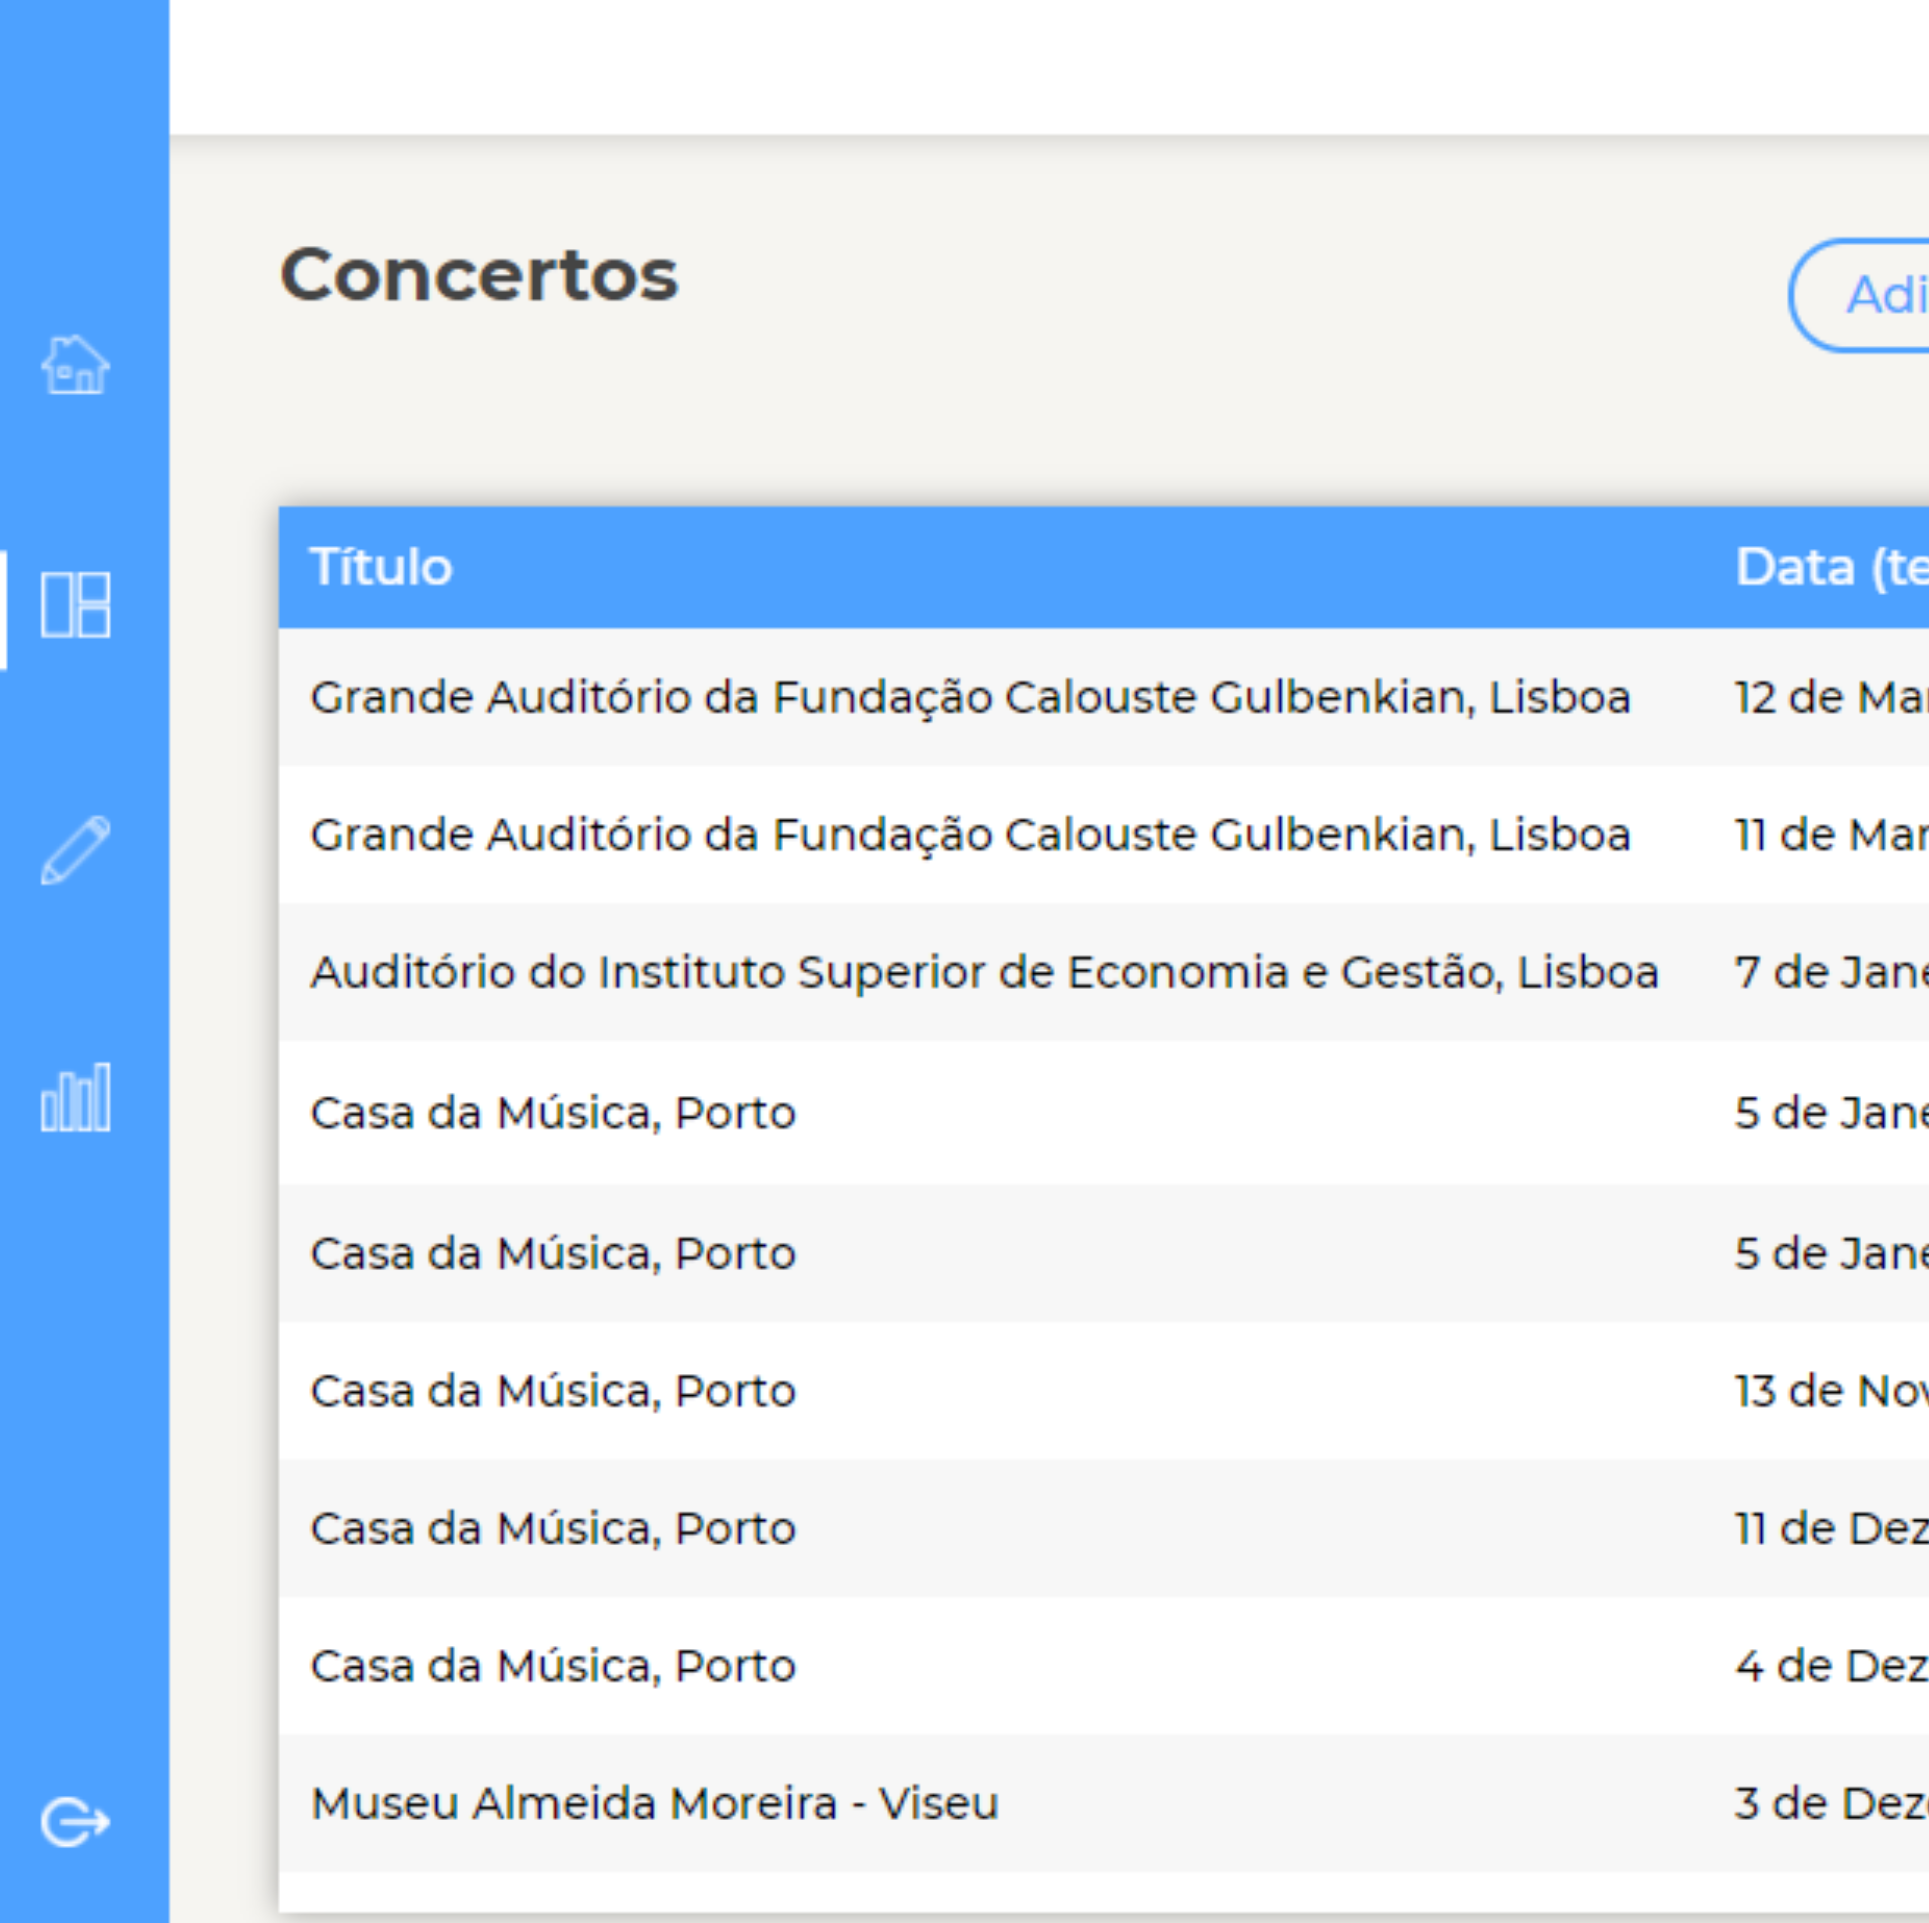 Concertos
Adi
Título Data (te
Grande Auditório da Fundação Calouste Gulbenkian, Lisboa 12 de Mar
Grande Auditório da Fundação Calouste Gulbenkian, Lisboa 11 de Mar
Auditório do Instituto Superior de Economia e Gestão, Lisboa 7 de Jane
Casa da Música, Porto 5 de Jane
Casa da Música, Porto 5 de Jane
Casa da Música, Porto 13 de Nov
Casa da Música, Porto 11 de Dez
Casa da Música, Porto 4 de Dez
Museu Almeida Moreira - Viseu 3 de Deze